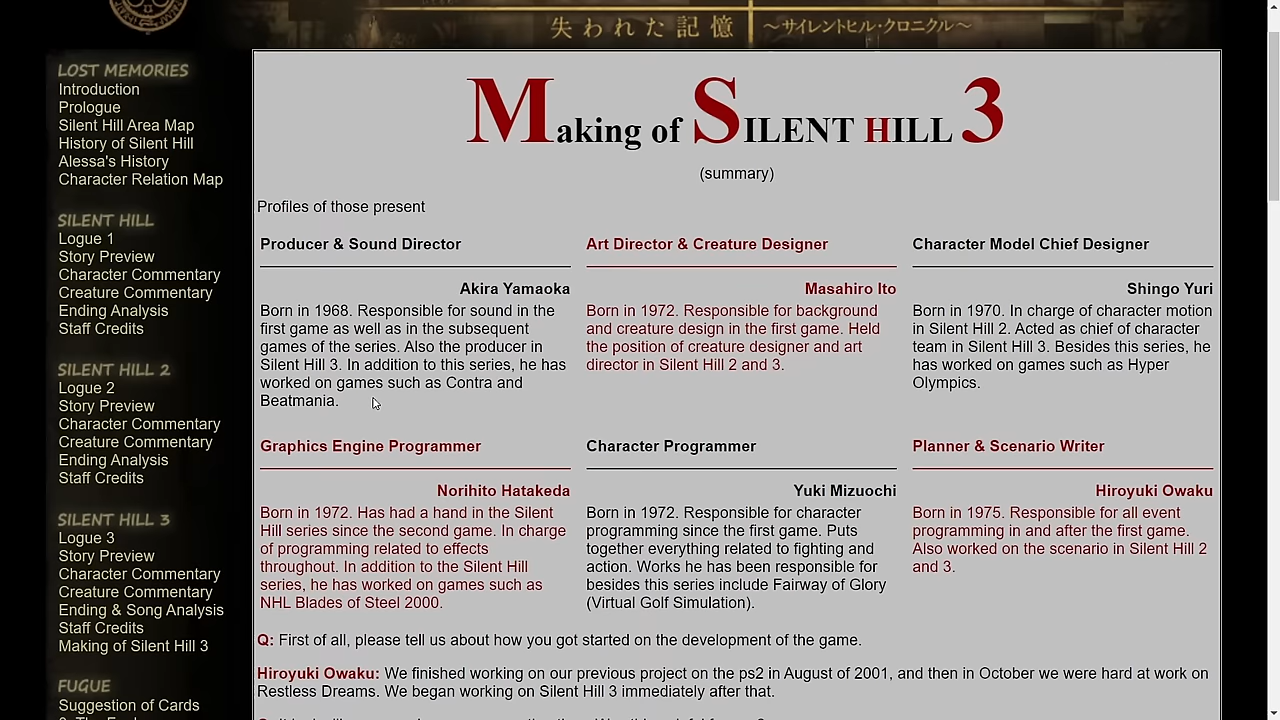 失われた記憶 ～サイレントヒル・クロニクル～
LOST MEMORIES
Introduction
Prologue
Silent Hill Area Map
History of Silent Hill
Alessa's History
Character Relation Map
SILENT HILL
Logue 1
Story Preview
Character Commentary
Creature Commentary
Ending Analysis
Staff Credits
SILENT HILL 2
Logue 2
Story Preview
Character Commentary
Creature Commentary
Ending Analysis
Staff Credits
SILENT HILL 3
Logue 3
Story Preview
Character Commentary
Creature Commentary
Ending & Song Analysis
Staff Credits
Making of Silent Hill 3
FUGUE
Suggestion of Cards
Making of SILENT HILL 3
(summary)
Profiles of those present
Producer & Sound Director
Akira Yamaoka
Born in 1968. Responsible for sound in the
first game as well as in the subsequent
games of the series. Also the producer in
Silent Hill 3. In addition to this series, he has
worked on games such as Contra and
Beatmania.
Art Director & Creature Designer
Masahiro Ito
Born in 1972. Responsible for background
and creature design in the first game. Held
the position of creature designer and art
director in Silent Hill 2 and 3.
Character Model Chief Designer
Shingo Yuri
Born in 1970. In charge of character motion
in Silent Hill 2. Acted as chief of character
team in Silent Hill 3. Besides this series, he
has worked on games such as Hyper
Olympics.
Graphics Engine Programmer
Norihito Hatakeda
Born in 1972. Has had a hand in the Silent
Hill series since the second game. In charge
of programming related to effects
throughout. In addition to the Silent Hill
series, he has worked on games such as
NHL Blades of Steel 2000.
Character Programmer
Yuki Mizuochi
Born in 1972. Responsible for character
programming since the first game. Puts
together everything related to fighting and
action. Works he has been responsible for
besides this series include Fairway of Glory
(Virtual Golf Simulation).
Planner & Scenario Writer
Hiroyuki Owaku
Born in 1975. Responsible for all event
programming in and after the first game.
Also worked on the scenario in Silent Hill 2
and 3.
Q: First of all, please tell us about how you got started on the development of the game.
Hiroyuki Owaku: We finished working on our previous project on the ps2 in August of 2001, and then in October we were hard at work on
Restless Dreams. We began working on Silent Hill 3 immediately after that.